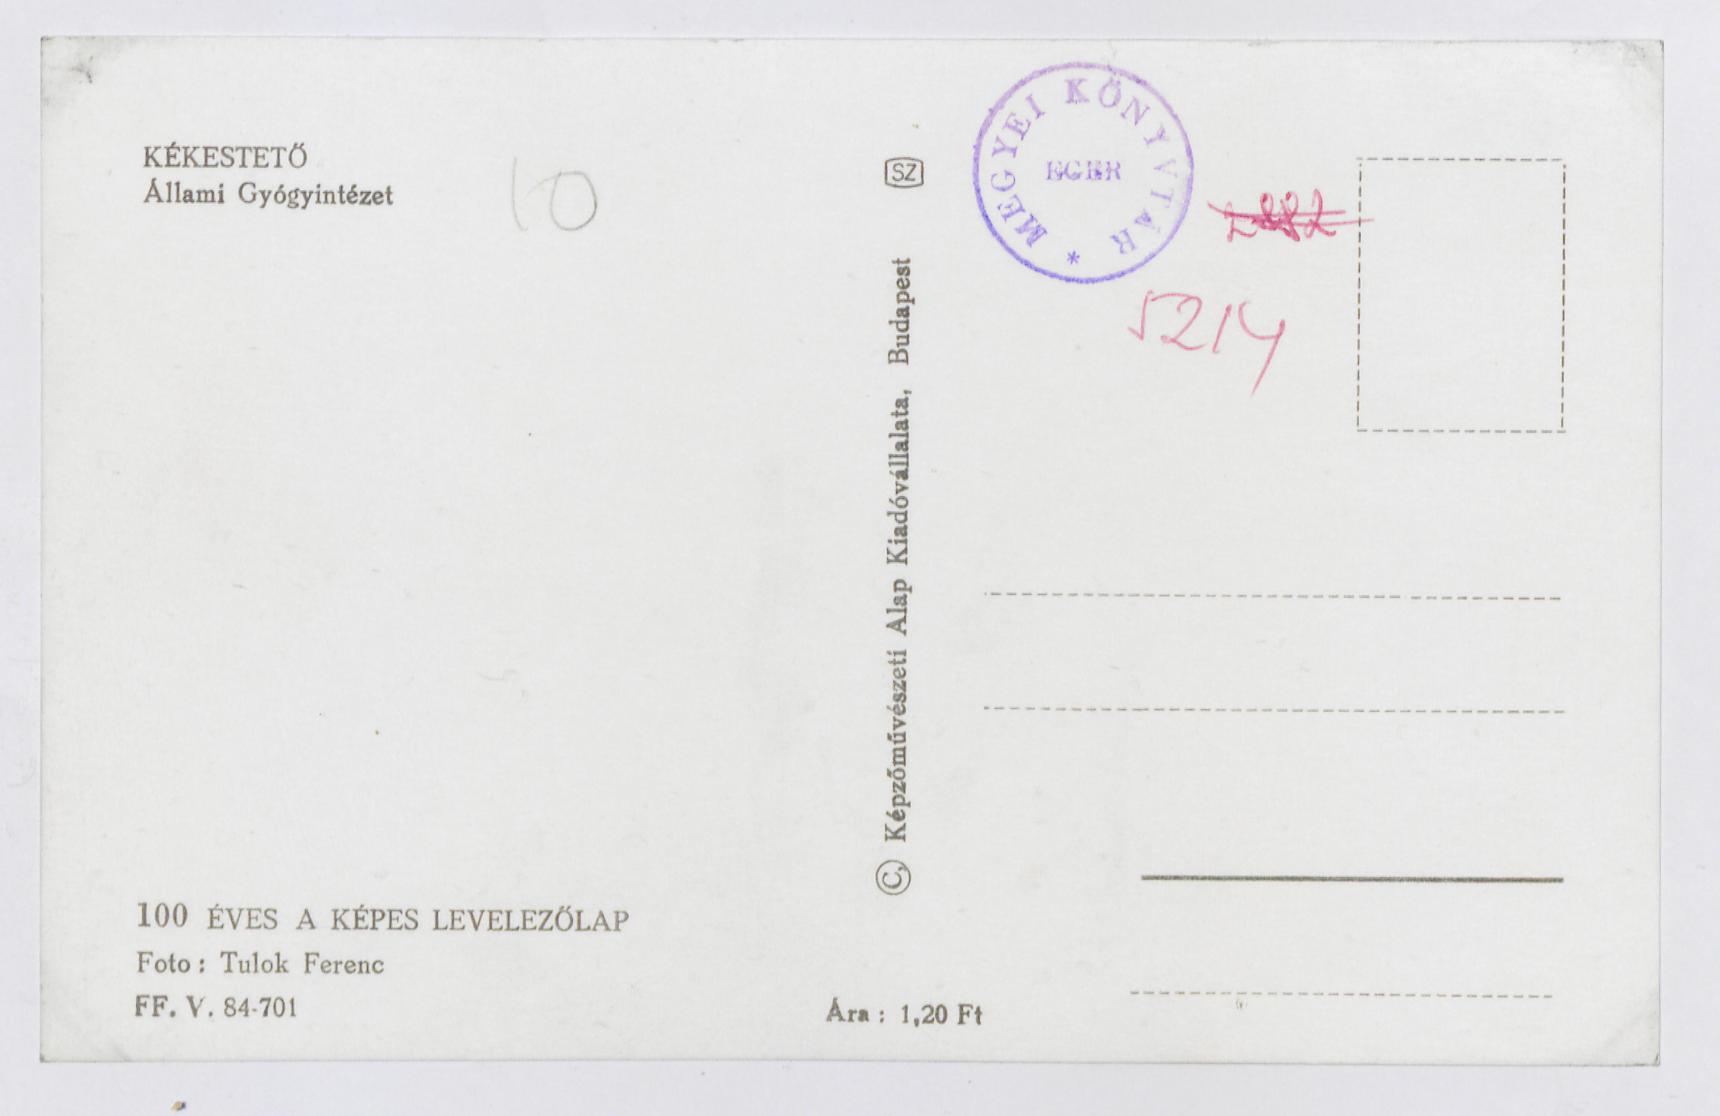 KÉKESTETŐ
Állami Gyógyintézet
10
SZ
MEGYEI KÖNYVTÁR *
EGER
5214
© Képzőművészeti Alap Kiadóvállalata, Budapest
100 ÉVES A KÉPES LEVELEZŐLAP
Foto : Tulok Ferenc
FF. V. 84-701
Ára : 1,20 Ft